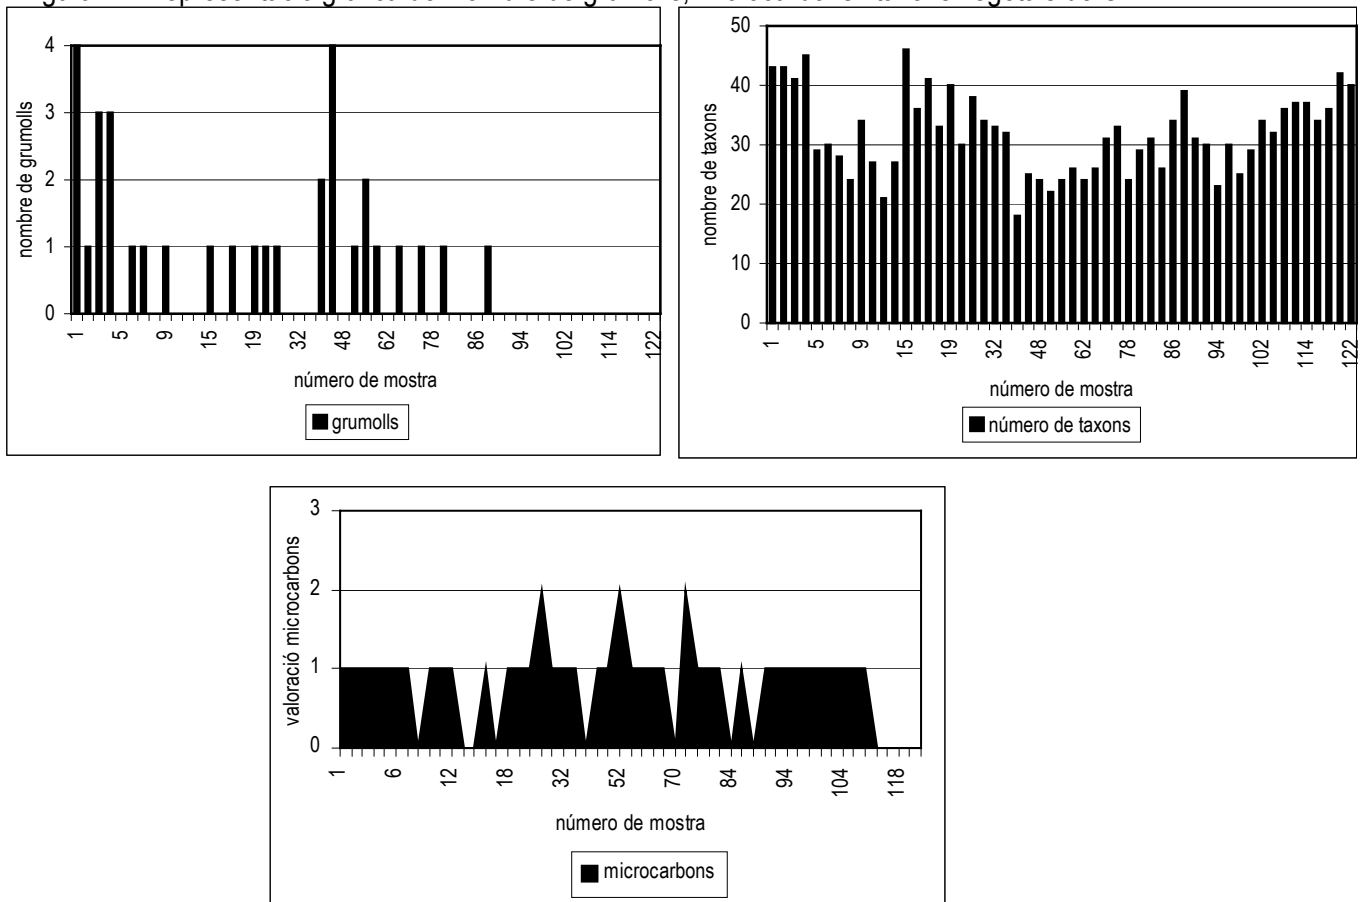 nombre de grumolls
4
3
2
1
0
1 5 9 15 19 32 48 62 78 86 94 102 114 122
número de mostra
grumolls
nombre de taxons
50
40
30
20
10
0
1 5 9 15 19 32 48 62 78 86 94 102 114 122
número de mostra
número de taxons
valoració microcarbons
3
2
1
0
1 6 12 18 32 52 70 84 94 104 118
número de mostra
microcarbons